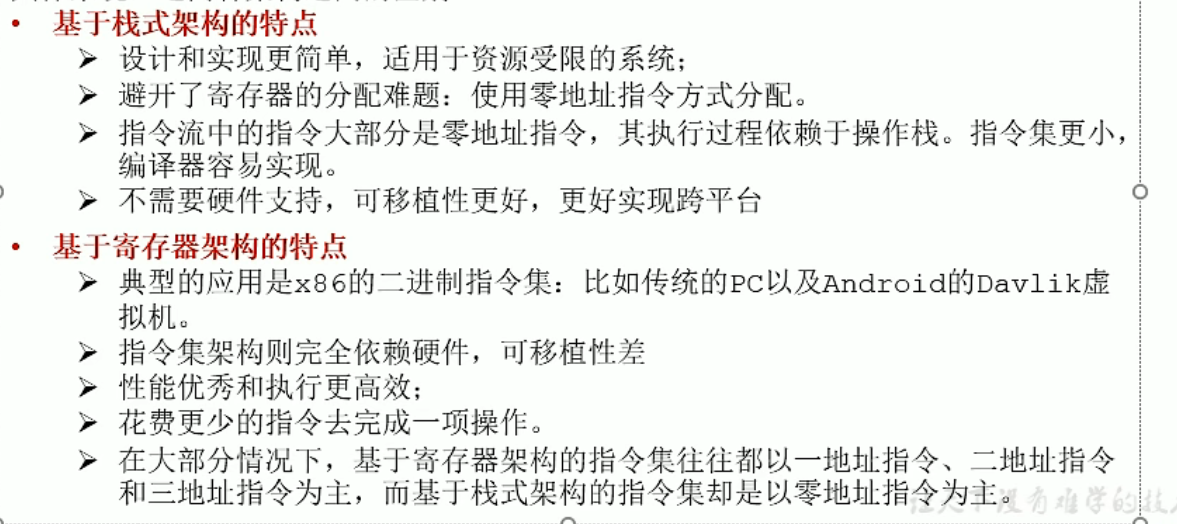 • 基于栈式架构的特点
➢ 设计和实现更简单，适用于资源受限的系统；
➢ 避开了寄存器的分配难题：使用零地址指令方式分配。
➢ 指令流中的指令大部分是零地址指令，其执行过程依赖于操作栈。指令集更小，
编译器容易实现。
➢ 不需要硬件支持，可移植性更好，更好实现跨平台
• 基于寄存器架构的特点
➢ 典型的应用是x86的二进制指令集：比如传统的PC以及Android的Davlik虚
拟机。
➢ 指令集架构则完全依赖硬件，可移植性差
➢ 性能优秀和执行更高效；
➢ 花费更少的指令去完成一项操作。
➢ 在大部分情况下，基于寄存器架构的指令集往往都以一地址指令、二地址指令
和三地址指令为主，而基于栈式架构的指令集却是以零地址指令为主。
没有难学的技